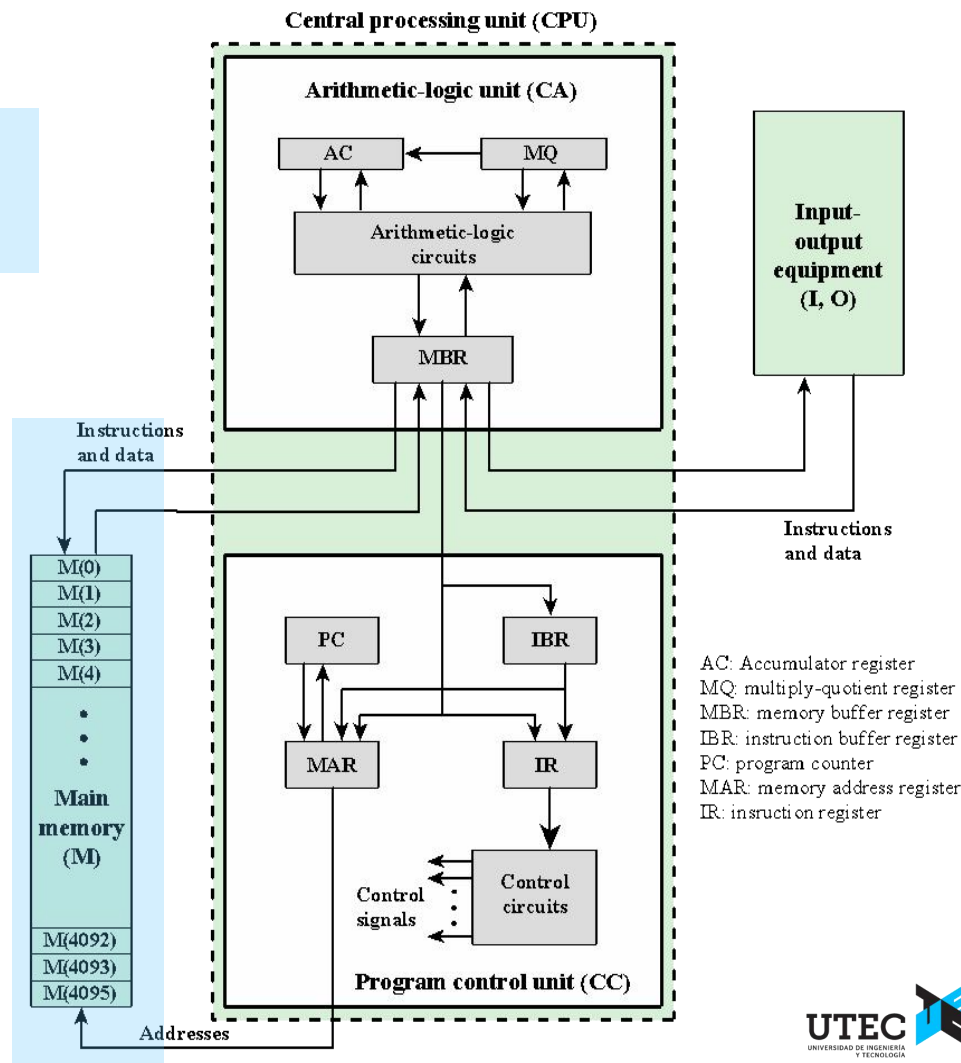 Central processing unit (CPU)
Arithmetic-logic unit (CA)
AC
MQ
Arithmetic-logic
circuits
MBR
Input-
output
equipment
(I, O)
Instructions
and data
Instructions
and data
M(0)
M(1)
M(2)
M(3)
M(4)
Main
memory
(M)
M(4092)
M(4093)
M(4095)
PC
IBR
MAR
IR
Control
signals
Control
circuits
Program control unit (CC)
Addresses
AC: Accumulator register
MQ: multiply-quotient register
MBR: memory buffer register
IBR: instruction buffer register
PC: program counter
MAR: memory address register
IR: insruction register
UTEC
UNIVERSIDAD DE INGENIERÍA
Y TECNOLOGÍA